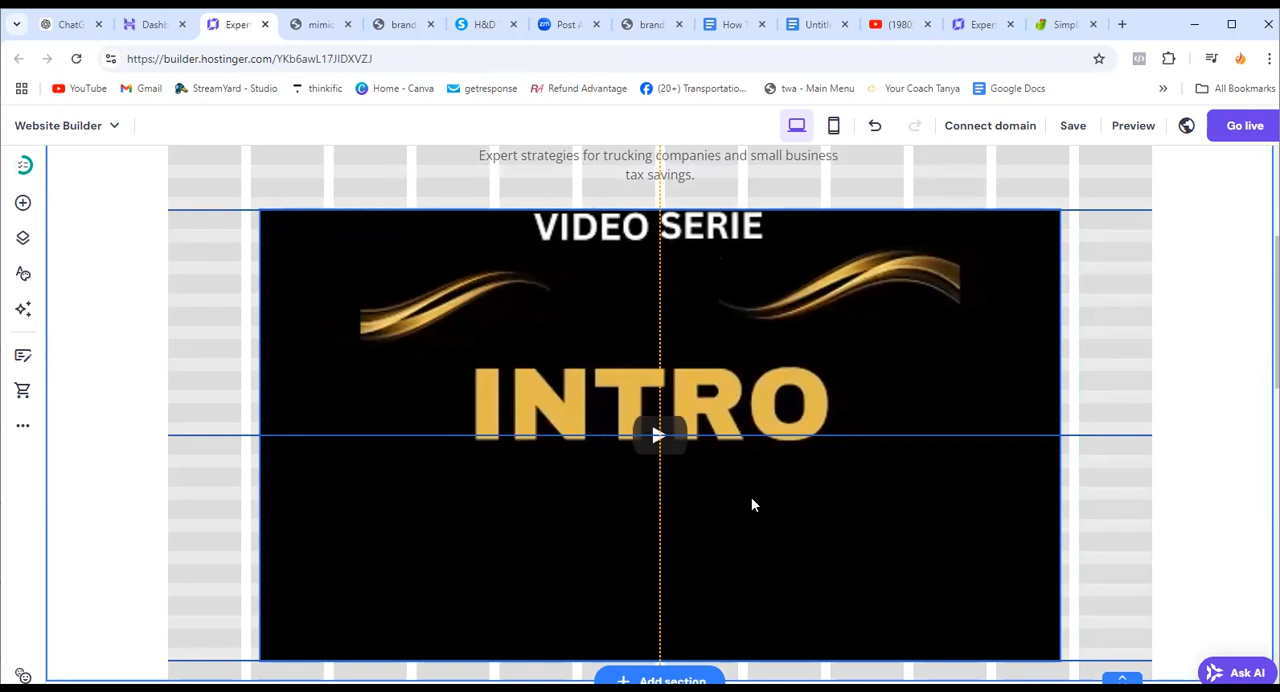 ChatG
Dashb
Exper
mimic
brand
H&D
Post A
brand
How T
Untitl
(1980
Exper
Simpl
https://builder.hostinger.com/YKb6awL17JIDXVZJ
YouTube
Gmail
StreamYard - Studio
thinkific
Home - Canva
getresponse
Refund Advantage
(20+) Transportatio...
twa - Main Menu
Your Coach Tanya
Google Docs
All Bookmarks
Website Builder
Connect domain
Save
Preview
Go live
Expert strategies for trucking companies and small business
tax savings.
VIDEO SERIE
INTRO
Add section
Ask AI